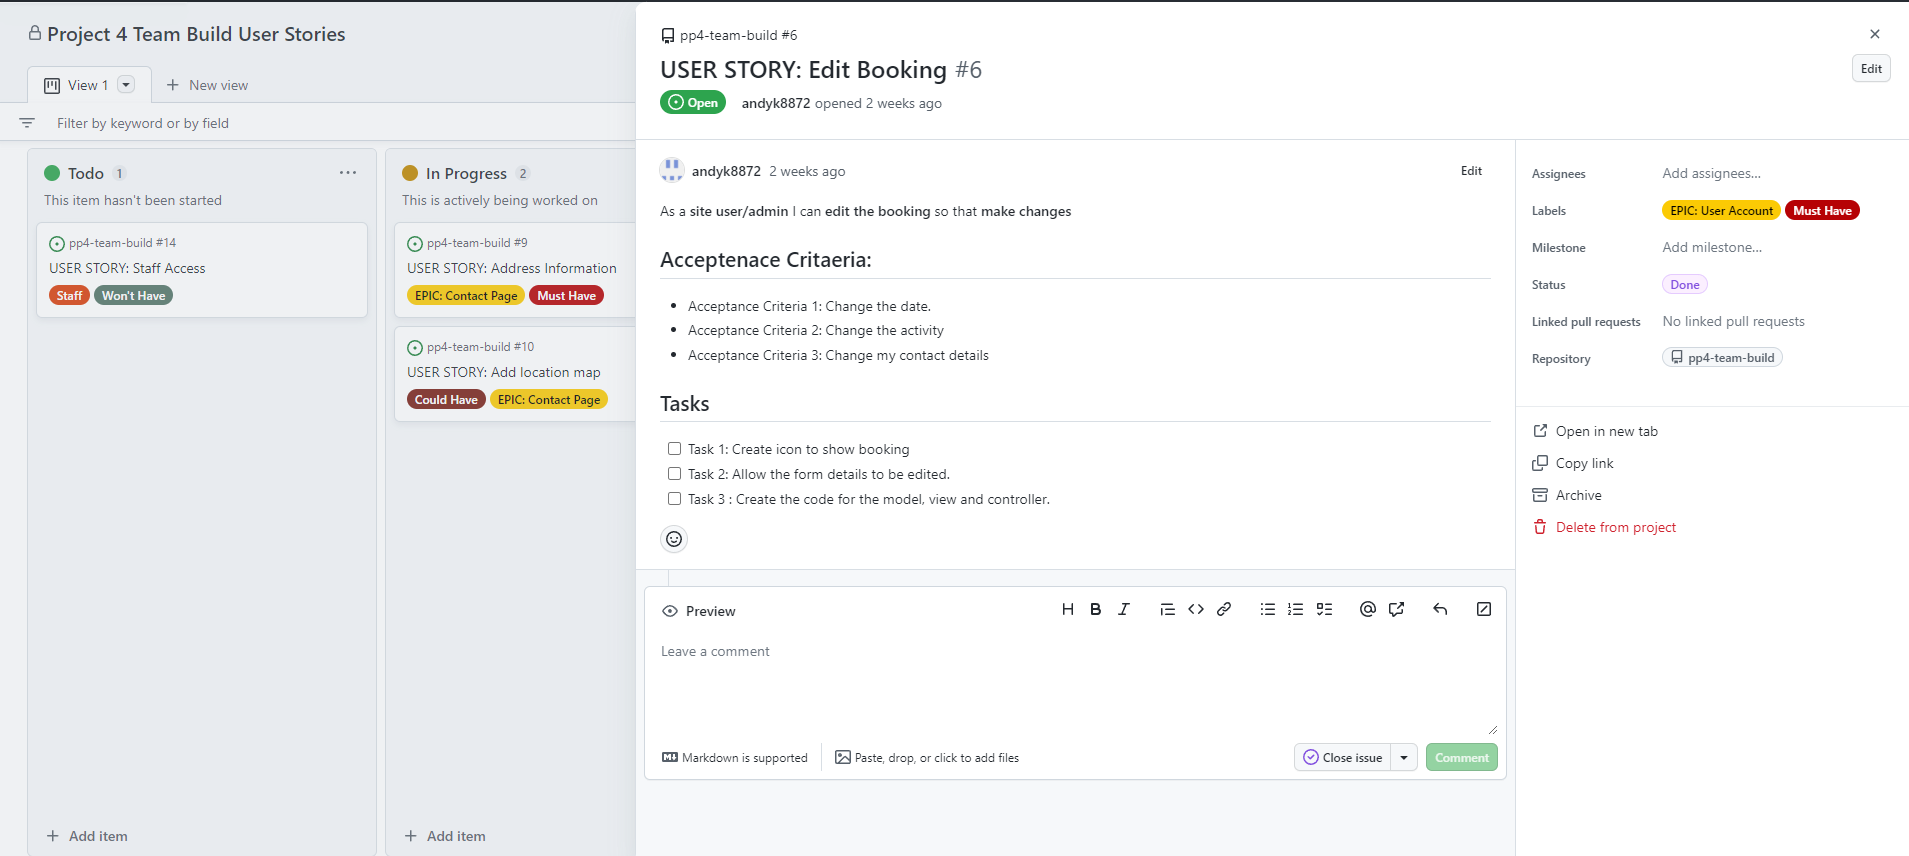 Project 4 Team Build User Stories
View 1
New view
Filter by keyword or by field
Todo 1
This item hasn't been started
pp4-team-build #14
USER STORY: Staff Access
Staff Won't Have
Add item
In Progress 2
This is actively being worked on
pp4-team-build #9
USER STORY: Address Information
EPIC: Contact Page Must Have
pp4-team-build #10
USER STORY: Add location map
Could Have EPIC: Contact Page
Add item
pp4-team-build #6
USER STORY: Edit Booking #6
Edit
Open andyk8872 opened 2 weeks ago
andyk8872 2 weeks ago
Edit
As a site user/admin I can edit the booking so that make changes
Acceptenace Critaeria:
Acceptance Criteria 1: Change the date.
Acceptance Criteria 2: Change the activity
Acceptance Criteria 3: Change my contact details
Tasks
Task 1: Create icon to show booking
Task 2: Allow the form details to be edited.
Task 3 : Create the code for the model, view and controller.
Preview
H B I
Leave a comment
Markdown is supported
Paste, drop, or click to add files
Close issue
Comment
Assignees Add assignees...
Labels EPIC: User Account Must Have
Milestone Add milestone...
Status Done
Linked pull requests No linked pull requests
Repository pp4-team-build
Open in new tab
Copy link
Archive
Delete from project